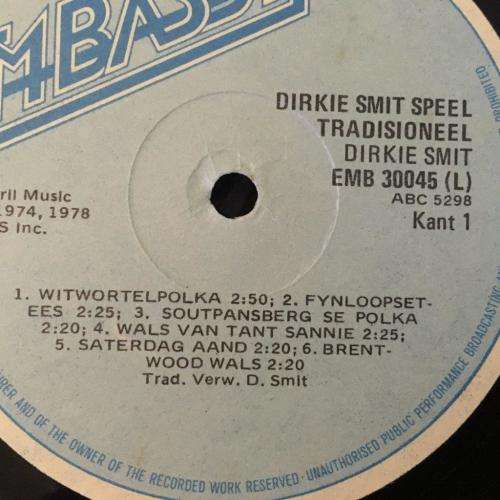 MBASSY
DIRKIE SMIT SPEEL
TRADISIONEEL
DIRKIE SMIT
EMB 30045 (L)
ABC 5298
Kant 1
ril Music
1974, 1978
S Inc.
1. WITWORTELPOLKA 2:50; 2. FYNLOOPSET-
EES 2:25; 3. SOUTPANSBERG SE POLKA
2:20; 4. WALS VAN TANT SANNIE 2:25;
5. SATERDAG AAND 2:20; 6. BRENT-
WOOD WALS 2:20
Trad. Verw. D. Smit
AND OF THE OWNER OF THE RECORDED WORK RESERVED · UNAUTHORISED PUBLIC PERFORMANCE BROADCASTING
PROHIBITED